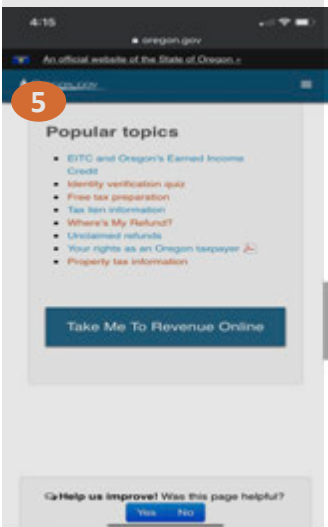 4:15
oregon.gov
An official website of the State of Oregon »
5
Popular topics
EITC and Oregon's Earned Income
Credit
Identity verification quiz
Free tax preparation
Tax lien information
Where's My Refund?
Unclaimed refunds
Your rights as an Oregon taxpayer
Property tax information
Take Me To Revenue Online
Help us improve! Was this page helpful?
Yes No